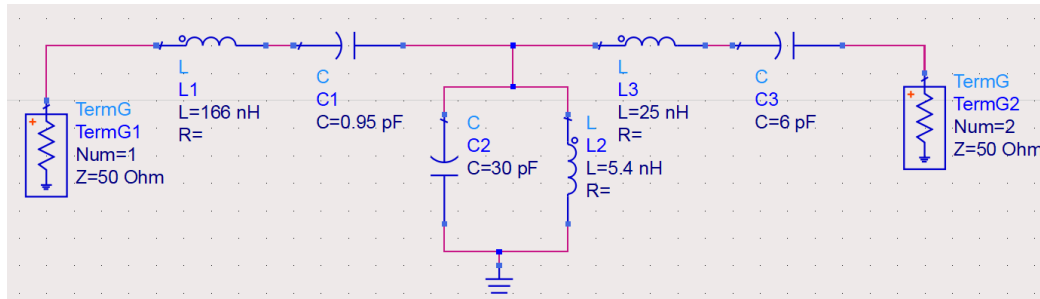 L
L1
L=166 nH
R=
C
C1
C=0.95 pF
L
L3
L=25 nH
R=
C
C3
C=6 pF
+
TermG
TermG1
Num=1
Z=50 Ohm
C
C2
C=30 pF
L
L2
L=5.4 nH
R=
+
TermG
TermG2
Num=2
Z=50 Ohm